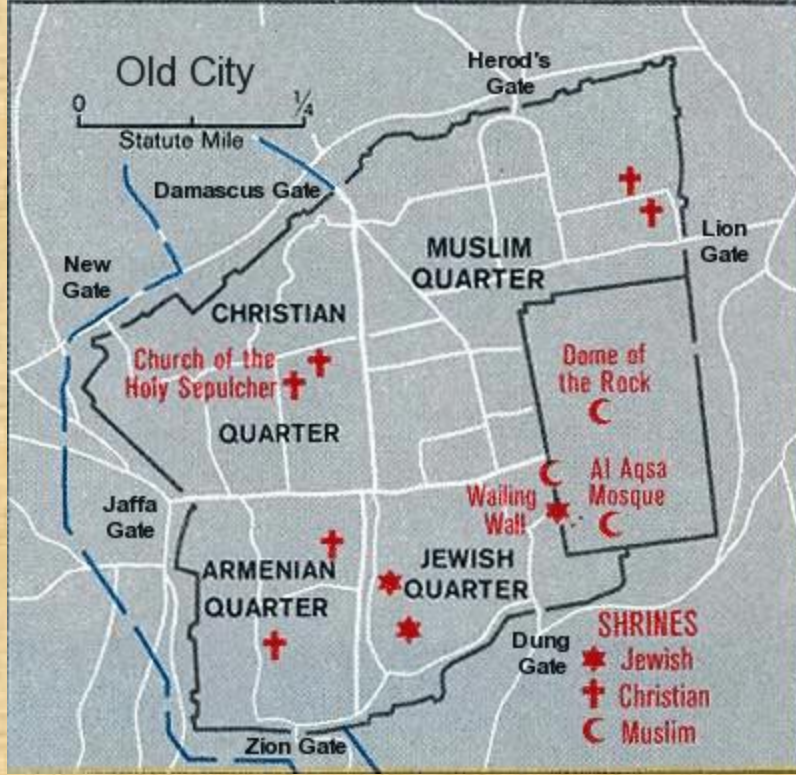 Old City
0 ¼
Statute Mile
Herod's
Gate
Damascus Gate
New
Gate
MUSLIM
QUARTER
Lion
Gate
CHRISTIAN
Church of the
Holy Sepulcher
QUARTER
Dome of
the Rock
Jaffa
Gate
Wailing
Wall
Al Aqsa
Mosque
ARMENIAN
QUARTER
JEWISH
QUARTER
Dung
Gate
Zion Gate
SHRINES
Jewish
Christian
Muslim